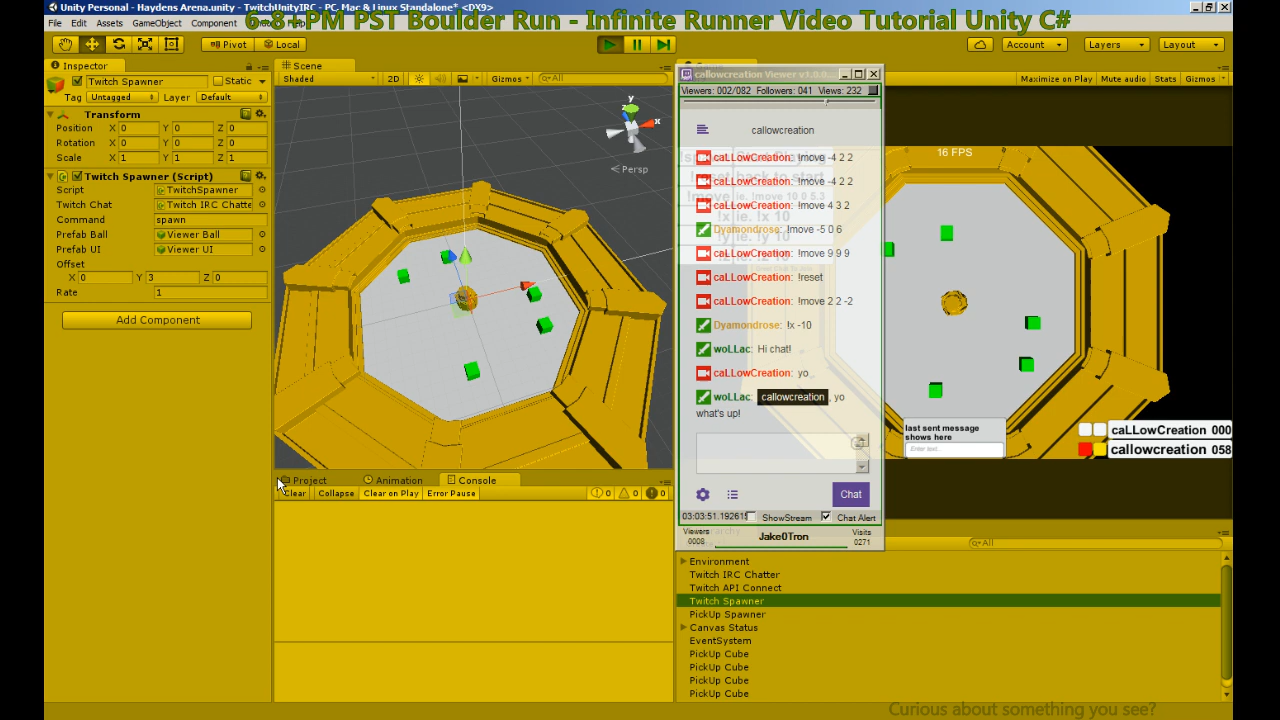 Unity Personal - Haydens Arena.unity - TwitchUnityIRC - PC, Mac & Linux Standalone* <DX9>
6-8+PM PST Boulder Run - Infinite Runner Video Tutorial Unity C#
File Edit Assets GameObject Component
Pivot Local Account Layers Layout
Inspector
Twitch Spawner Static
Tag Untagged Layer Default
Transform
Position X 0 Y 0 Z 0
Rotation X 0 Y 0 Z 0
Scale X 1 Y 1 Z 1
Twitch Spawner (Script)
Script TwitchSpawner
Twitch Chat Twitch IRC Chatte
Command spawn
Prefab Ball Viewer Ball
Prefab UI Viewer UI
Offset
X 0 Y 3 Z 0
Rate 1
Add Component
Scene
Shaded 2D Gizmos All
y
x
Persp
Project Animation Console
Clear Collapse Clear on Play Error Pause 0 0 0
callowcreation Viewer v1.0.0...
Viewers: 002/082 Followers: 041 Views: 232
callowcreation
caLLowCreation: !move -4 2 2
caLLowCreation: !move -4 2 2
caLLowCreation: !move 4 3 2
Dyamondrose: !move -5 0 6
caLLowCreation: !move 9 9 9
caLLowCreation: !reset
caLLowCreation: !move 2 2 -2
Dyamondrose: !x -10
woLLac: Hi chat!
caLLowCreation: yo
woLLac: callowcreation, yo
what's up!
Chat
03:03:51.192615 ShowStream Chat Alert
Viewers Jake0Tron Visits
0008 0271
Maximize on Play Mute audio Stats Gizmos
16 FPS
last sent message
shows here
Enter text...
caLLowCreation 000
callowcreation 058
All
Environment
Twitch IRC Chatter
Twitch API Connect
Twitch Spawner
PickUp Spawner
Canvas Status
EventSystem
PickUp Cube
PickUp Cube
PickUp Cube
PickUp Cube
Curious about something you see?